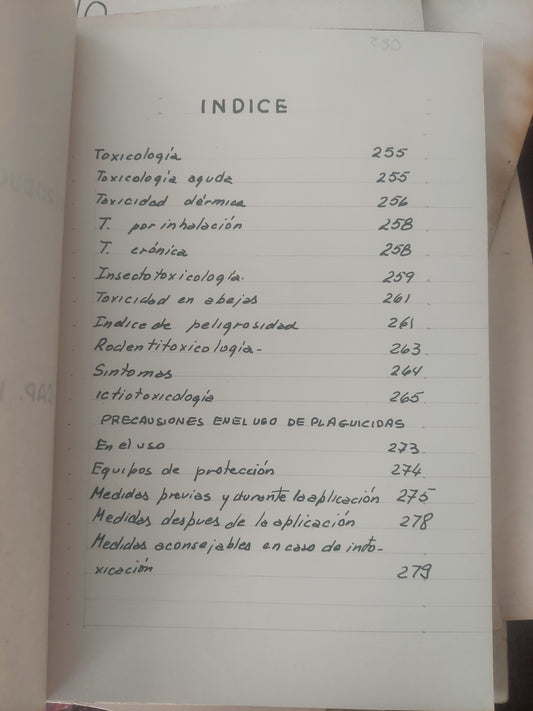 INDICE
Toxicología 255
Toxicología aguda 255
Toxicidad dérmica 256
T. por inhalación 258
T. crónica 258
Insectotoxicología. 259
Toxicidad en abejas 261
Indice de peligrosidad 261
Rodentitoxicología- 263
Sintomas 264
ictiotoxicología 265
PRECAUSIONES EN EL USO DE PLAGUICIDAS
En el uso 273
Equipos de protección 274
Medidas previas y durante la aplicación 275
Medidas despues de la aplicación 278
Medidas aconsejables en caso de into-
xicación 279